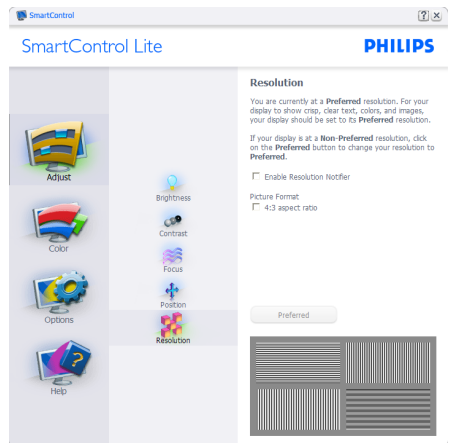 SmartControl
SmartControl Lite
PHILIPS
Adjust
Color
Options
Help
Brightness
Contrast
Focus
Position
Resolution
Resolution
You are currently at a Preferred resolution. For your
display to show crisp, clear text, colors, and images,
your display should be set to its Preferred resolution.
If your display is at a Non-Preferred resolution, click
on the Preferred button to change your resolution to
Preferred.
Enable Resolution Notifier
Picture Format
4:3 aspect ratio
Preferred